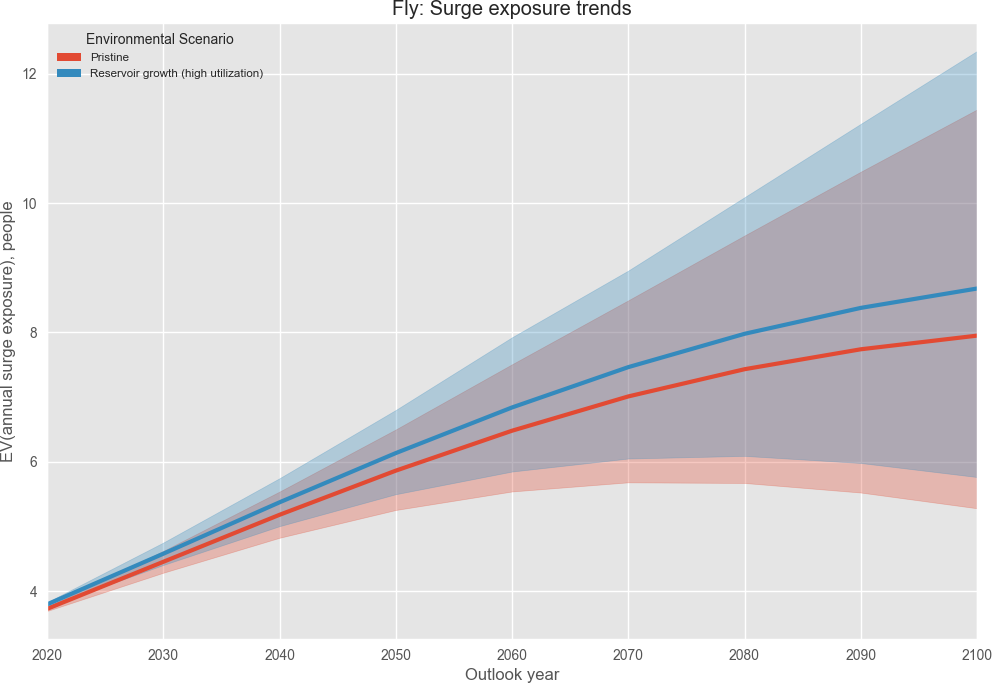 Fly: Surge exposure trends
Environmental Scenario
Pristine
Reservoir growth (high utilization)
EV(annual surge exposure), people
12
10
8
6
4
2020 2030 2040 2050 2060 2070 2080 2090 2100
Outlook year